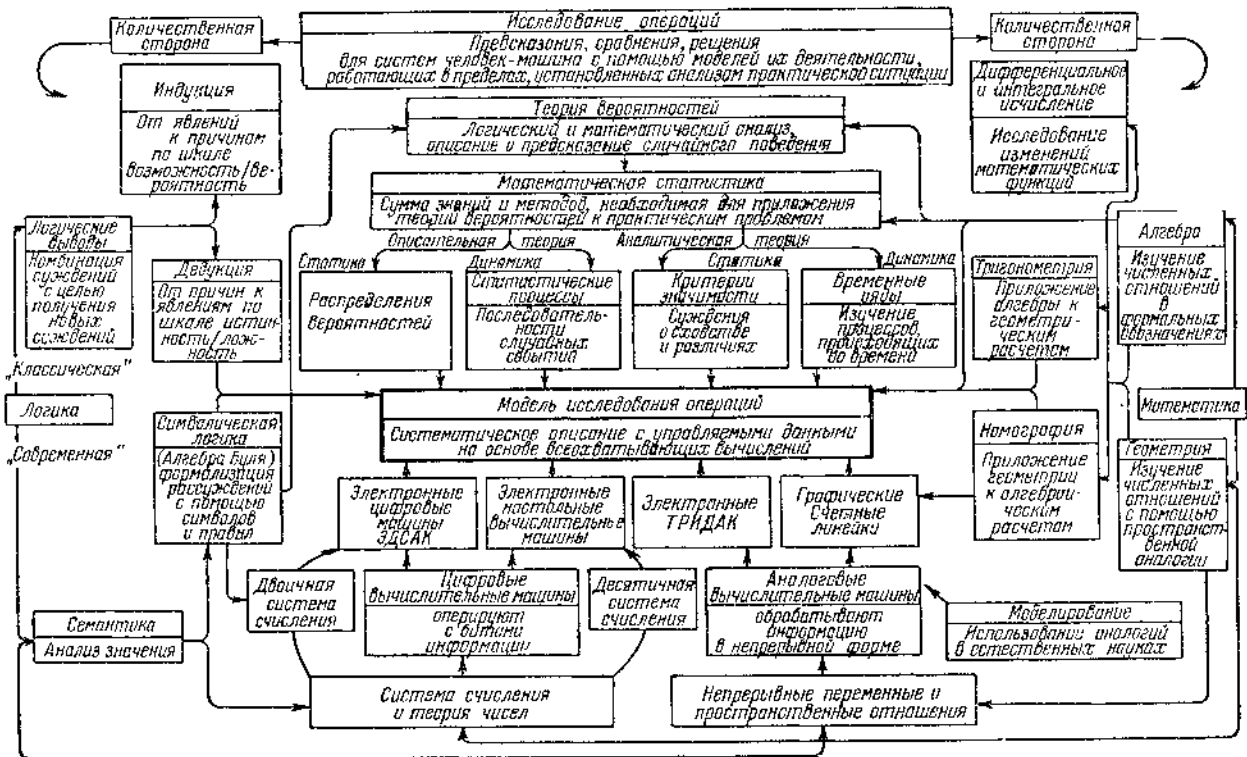 Количественная
сторона
Исследование операций
Предсказания, сравнения, решения
для систем человек-машина с помощью моделей их деятельности,
работающих в пределах, установленных анализом практической ситуации
Количественная
сторона
Индукция
От явлений
к причинам
по шкале
возможность/ве-
роятность
Теория вероятностей
Логический и математический анализ,
описание и предсказание случайного поведения
Дифференциальное
и интегральное
исчисление
Исследование
изменений
математических
функций
Математическая статистика
Сумма знаний и методов, необходимая для приложения
теории вероятностей к практическим проблемам
Описательная теория
Аналитическая теория
Статика
Динамика
Статика
Динамика
Логические
выводы
Комбинация
суждений
с целью
получения
новых
суждений
Дедукция
От причин к
явлениям по
шкале истин-
ности/лож-
ность
Распределения
вероятностей
Статистические
процессы
Последователь-
ности
случайных
событий
Критерии
значимости
Суждения
о сходстве
и различиях
Временные
ряды
Изучение
процессов,
происходящих
во времени
Тригонометрия
Приложение
алгебры к
геометри-
ческим
расчетам
Алгебра
Изучение
численных
отношений
в
формальных
обозначениях
„Классическая“
Логика
„Современная“
Символическая
логика
(Алгебра Буля)
формализация
рассуждений
с помощью
символов
и правил
Модель исследования операций
Систематическое описание с управляемыми данными
на основе всерхватывающих вычислений
Номография
Приложение
геометрии
к алгебраи-
ческим
расчетам
Математика
Геометрия
Изучение
численных
отношений
с помощью
пространст-
венной
аналогии
Электронные
цифровые
машины
ЭДСАК
Электронные
настольные
вычислительные
машины
Электронные
ТРИДАК
Графические
Счетные
линейки
Двоичная
система
счисления
Цифровые
вычислительные машины
оперируют
с битами
информации
Десятичная
система
счисления
Аналоговые
вычислительные машины
обрабатывают
информацию
в непрерывной форме
Моделирование
Использование аналогий
в естественных науках
Семантика
Анализ значения
Система счисления
и теория чисел
Непрерывные переменные и
пространственные отношения